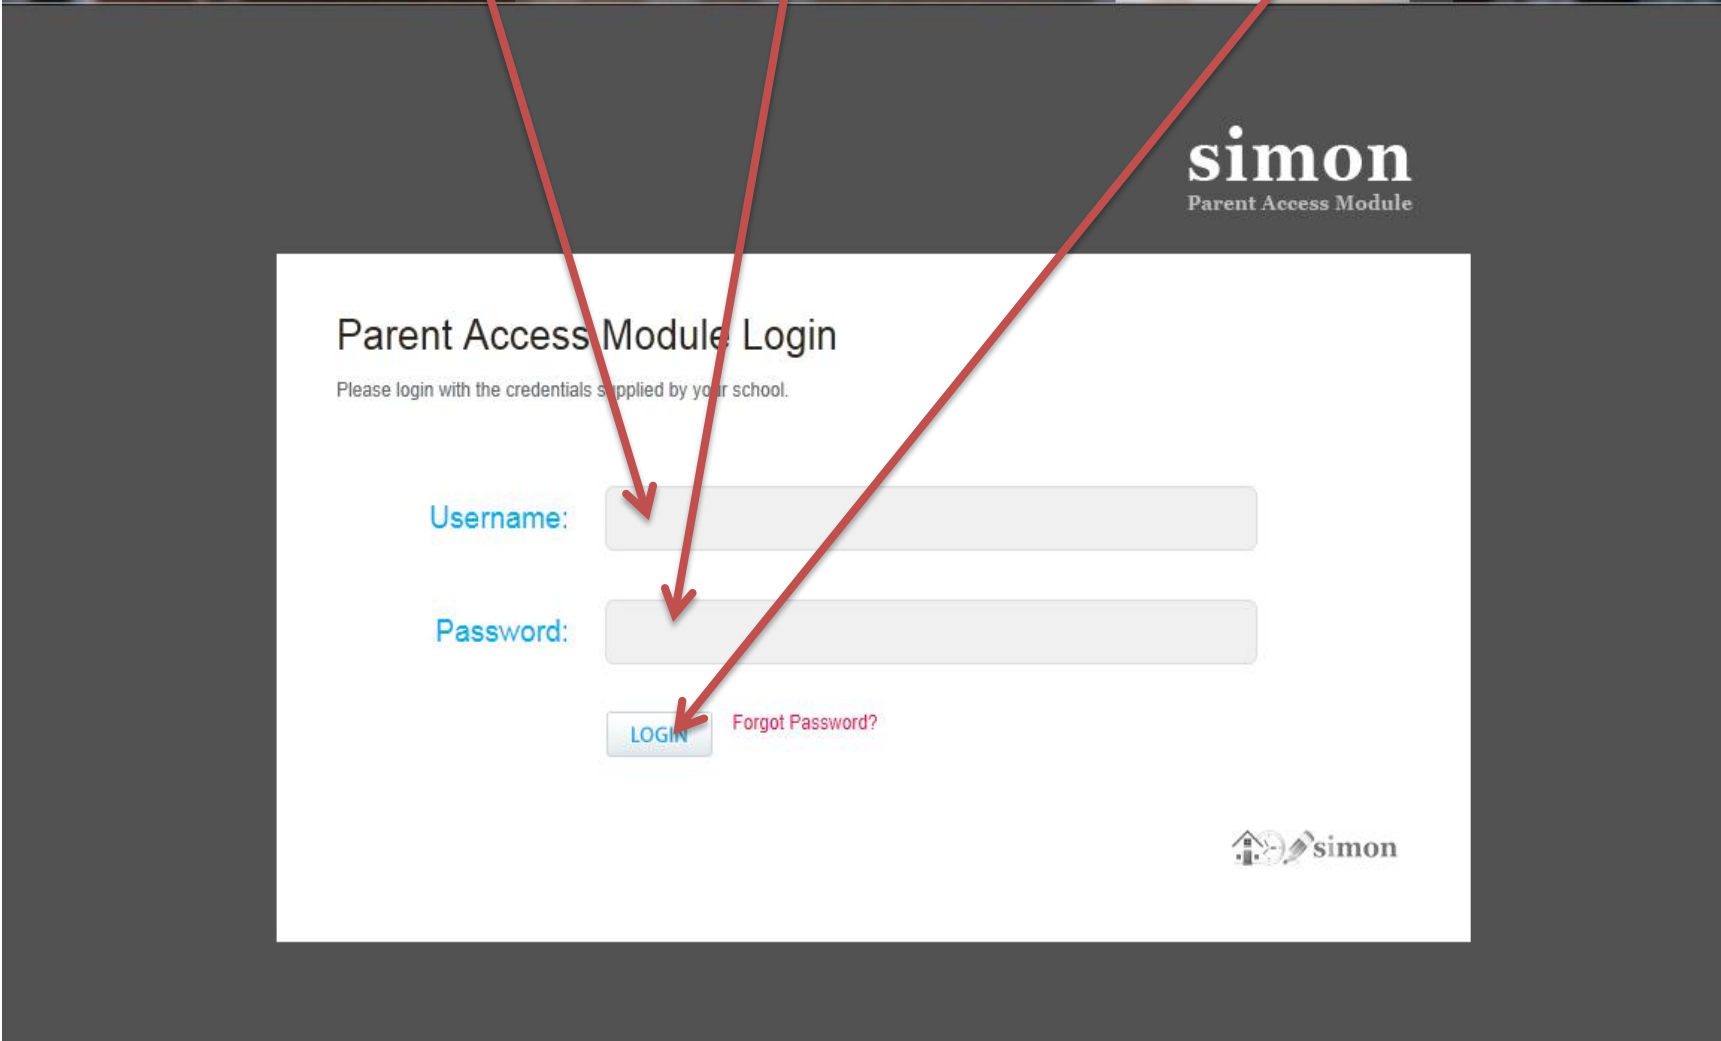 simon
Parent Access Module
Parent Access Module Login
Please login with the credentials supplied by your school.
Username:
Password:
LOGIN
Forgot Password?
simon